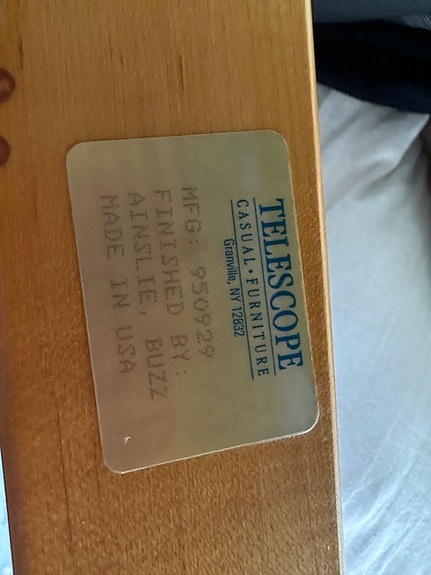 TELESCOPE
CASUAL • FURNITURE
Granville, NY 12832
MFG: 950929
FINISHED BY:
AINSLIE, BUZZ
MADE IN USA